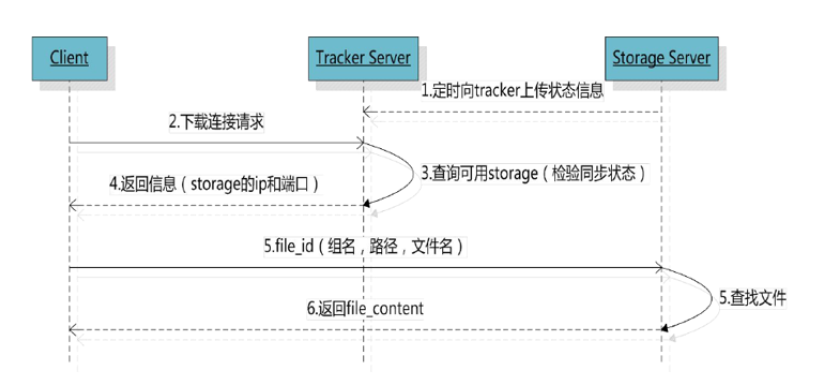 Client
Tracker Server
Storage Server
1.定时向tracker上传状态信息
2.下载连接请求
3.查询可用storage（检验同步状态）
4.返回信息（storage的ip和端口）
5.file_id（组名，路径，文件名）
5.查找文件
6.返回file_content